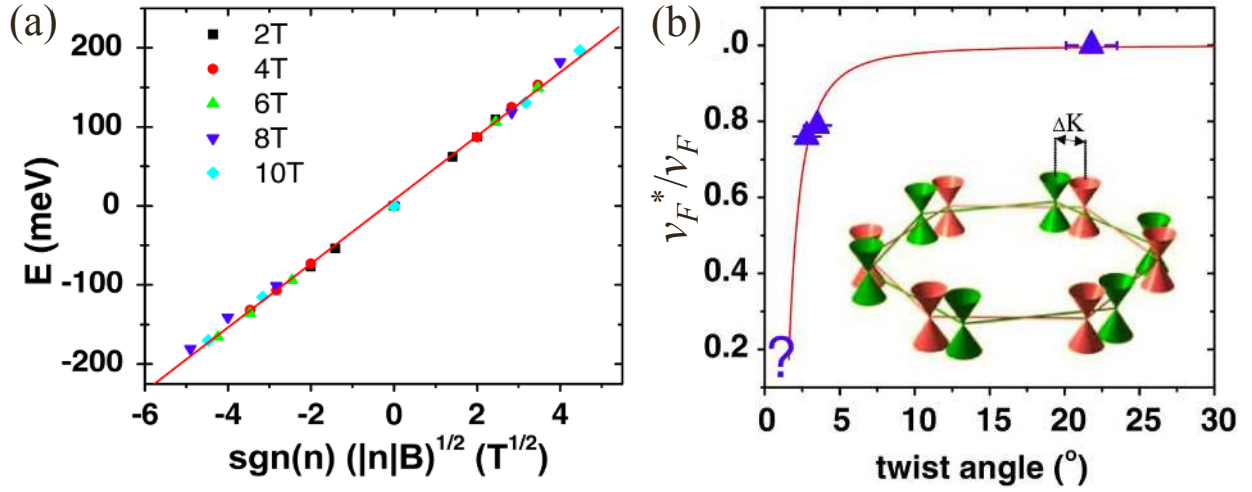 (a)
200
100
0
-100
-200
E (meV)
2T
4T
6T
8T
10T
-6 -4 -2 0 2 4
sgn(n) (|n|B)^{1/2} (T^{1/2})
(b)
.0
0.8
0.6
0.4
0.2
v_F^*/v_F
ΔK
?
0 5 10 15 20 25 30
twist angle (°)